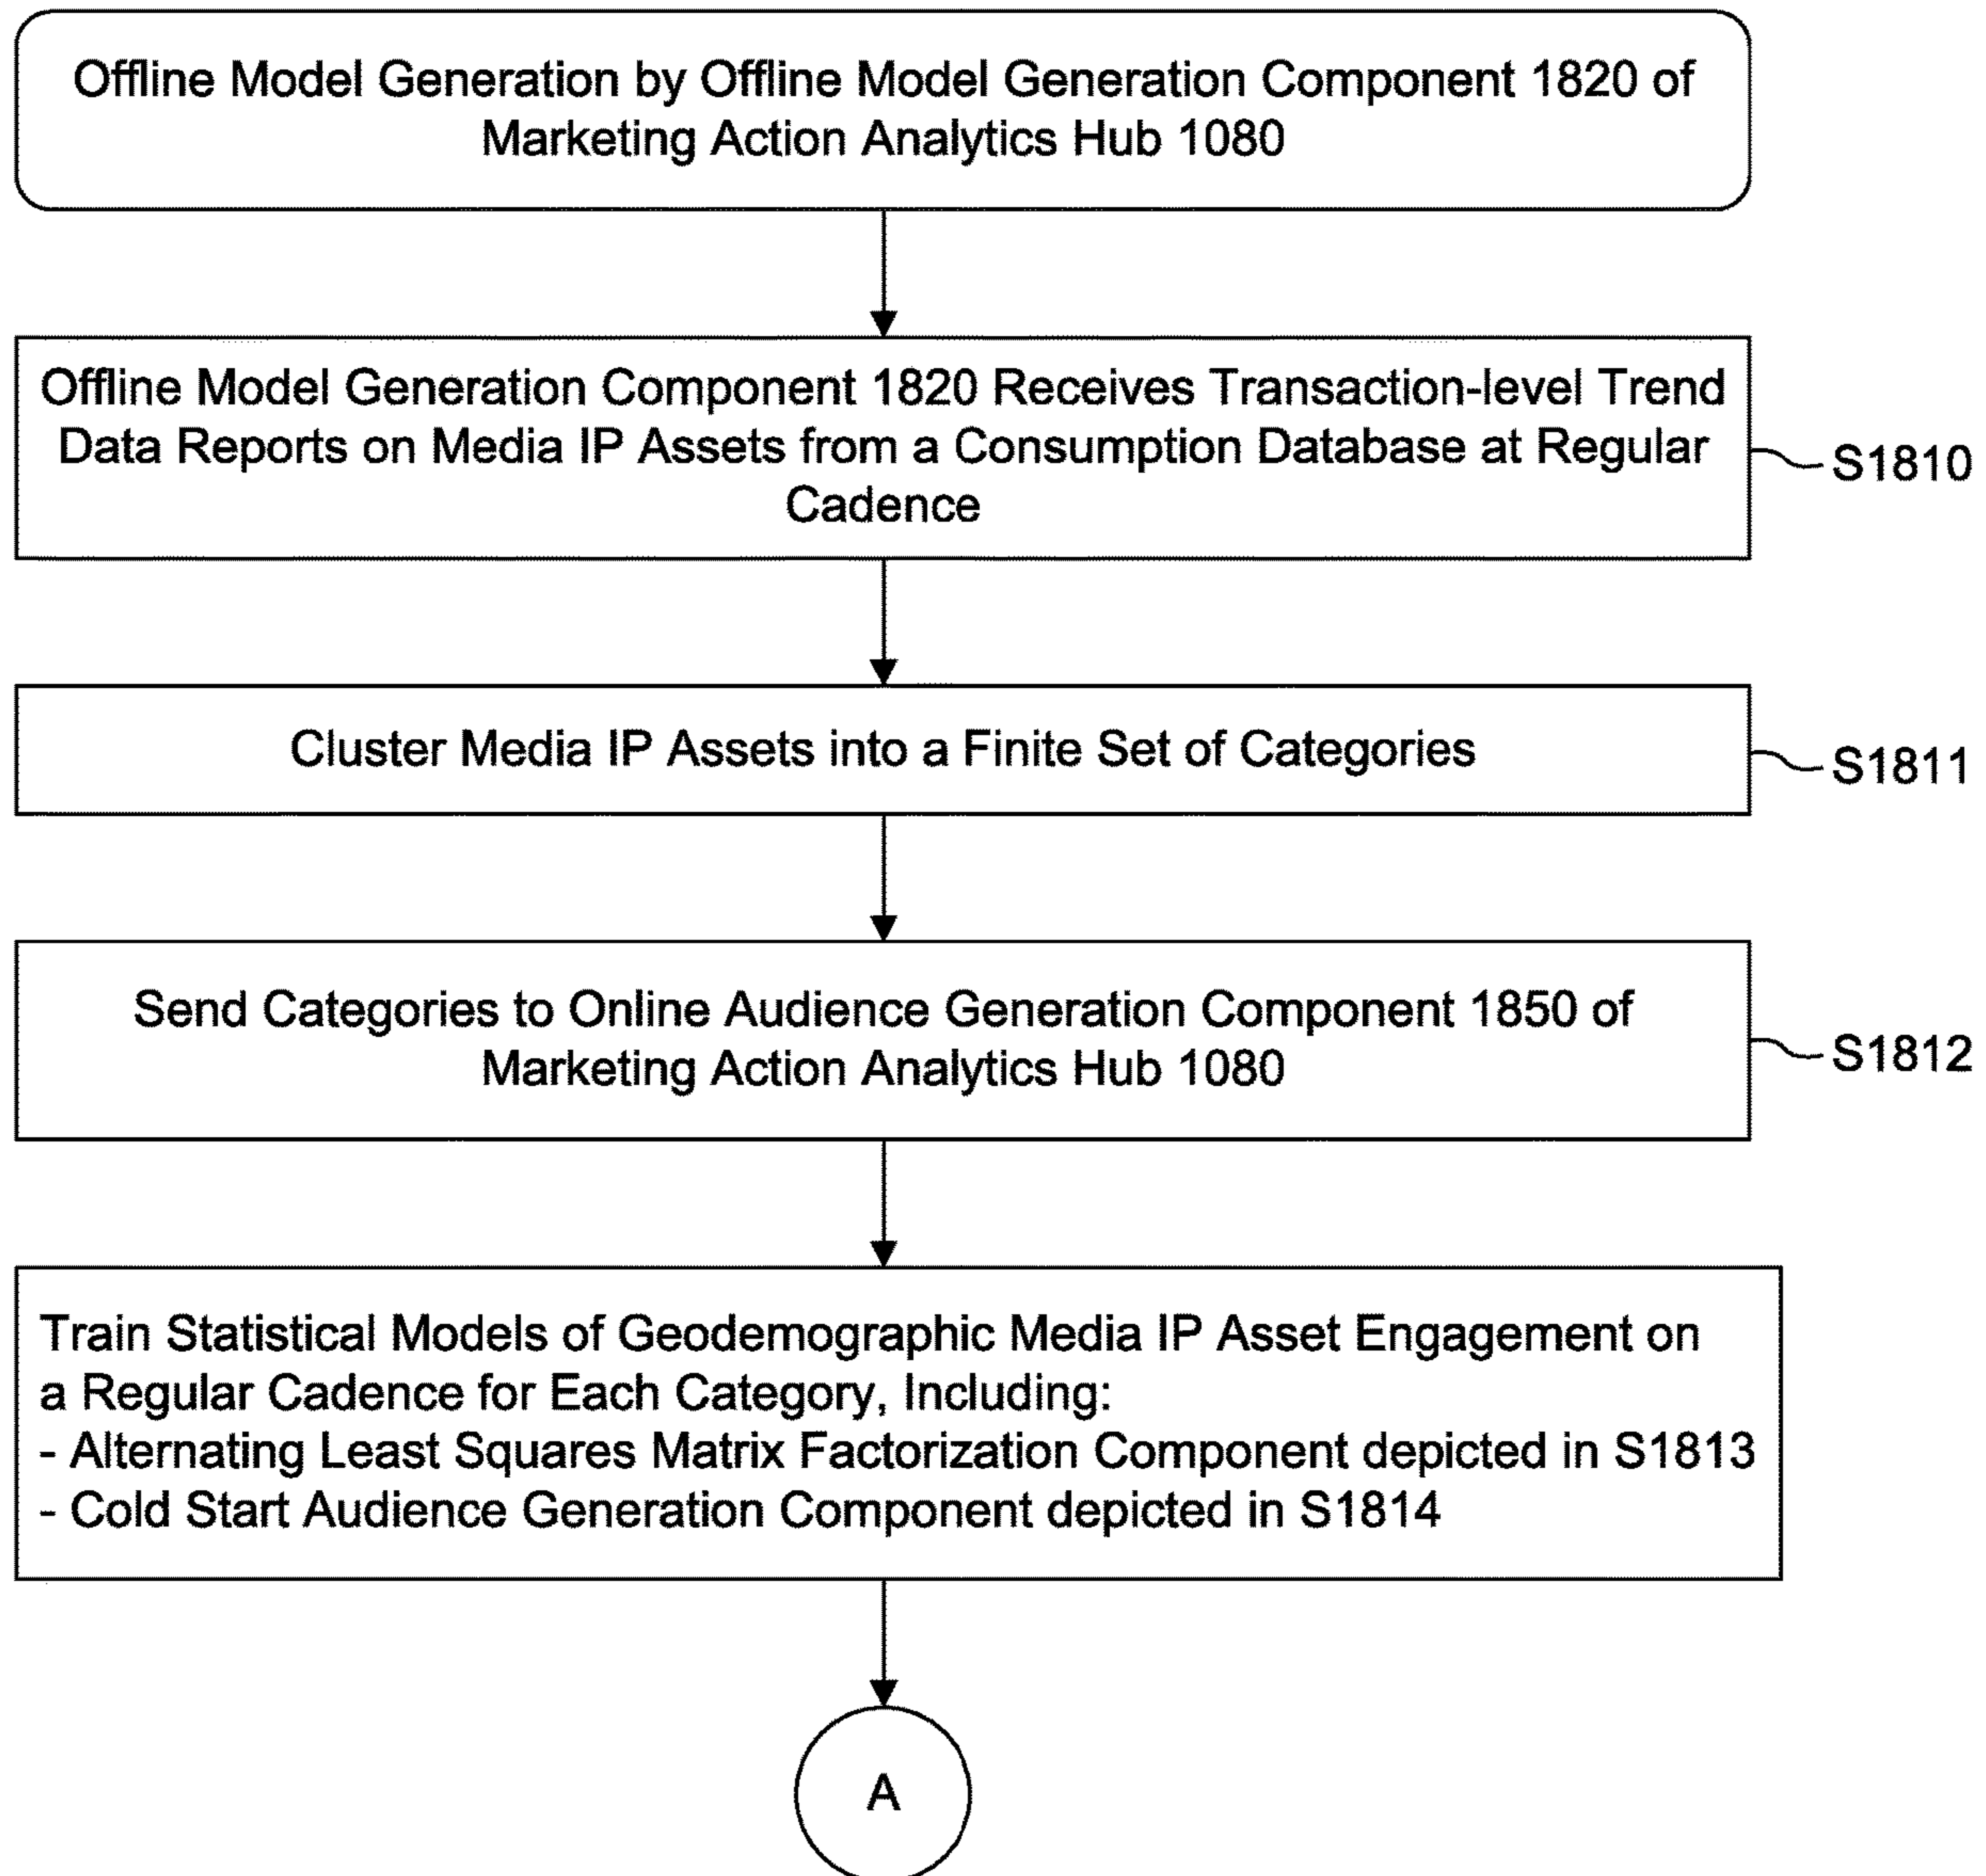 Offline Model Generation by Offline Model Generation Component 1820 of
Marketing Action Analytics Hub 1080
Offline Model Generation Component 1820 Receives Transaction-level Trend
Data Reports on Media IP Assets from a Consumption Database at Regular
Cadence
S1810
Cluster Media IP Assets into a Finite Set of Categories
S1811
Send Categories to Online Audience Generation Component 1850 of
Marketing Action Analytics Hub 1080
S1812
Train Statistical Models of Geodemographic Media IP Asset Engagement on
a Regular Cadence for Each Category, Including:
- Alternating Least Squares Matrix Factorization Component depicted in S1813
- Cold Start Audience Generation Component depicted in S1814
A